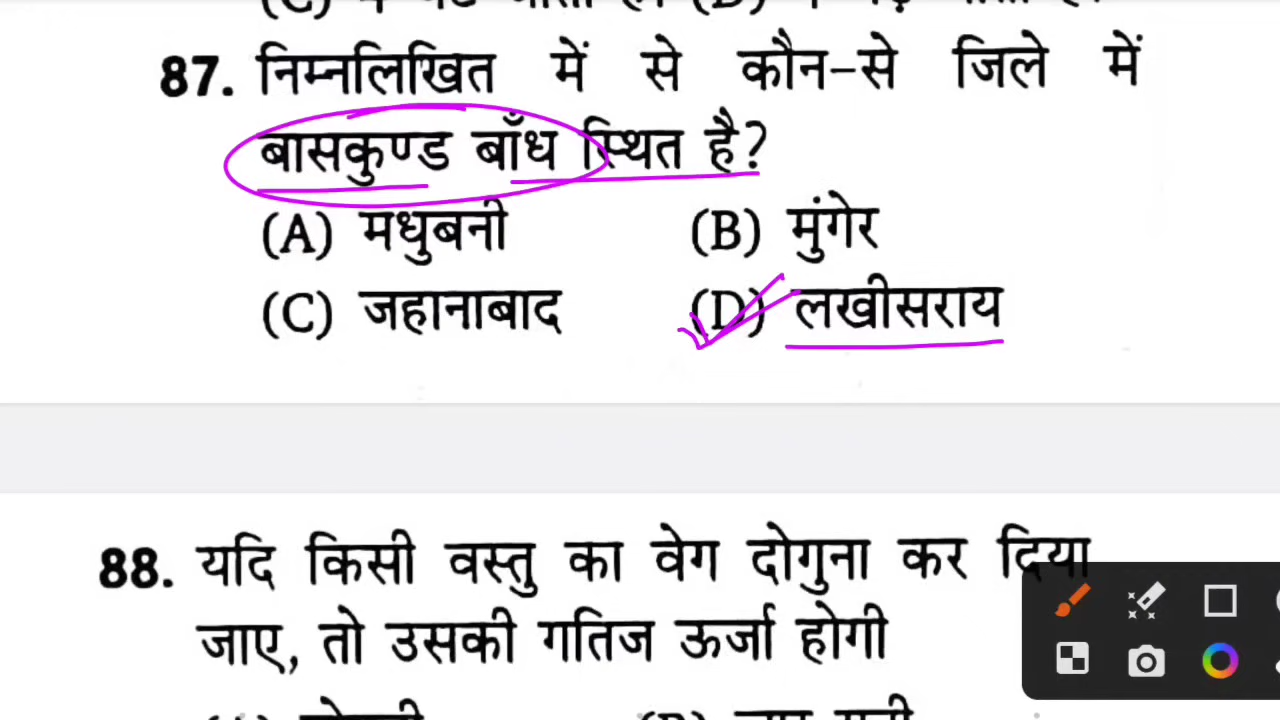 87. निम्नलिखित में से कौन-से जिले में
बासकुण्ड बाँध स्थित है?
(A) मधुबनी (B) मुंगेर
(C) जहानाबाद (D) लखीसराय
88. यदि किसी वस्तु का वेग दोगुना कर दिया
जाए, तो उसकी गतिज ऊर्जा होगी